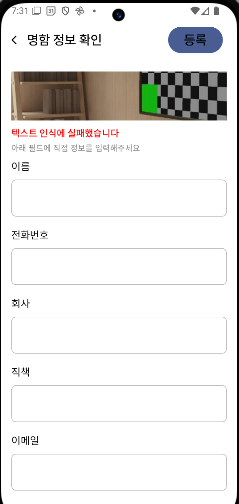 7:31
31
명함 정보 확인
등록
텍스트 인식에 실패했습니다
아래 필드에 직접 정보를 입력해주세요
이름
전화번호
회사
직책
이메일